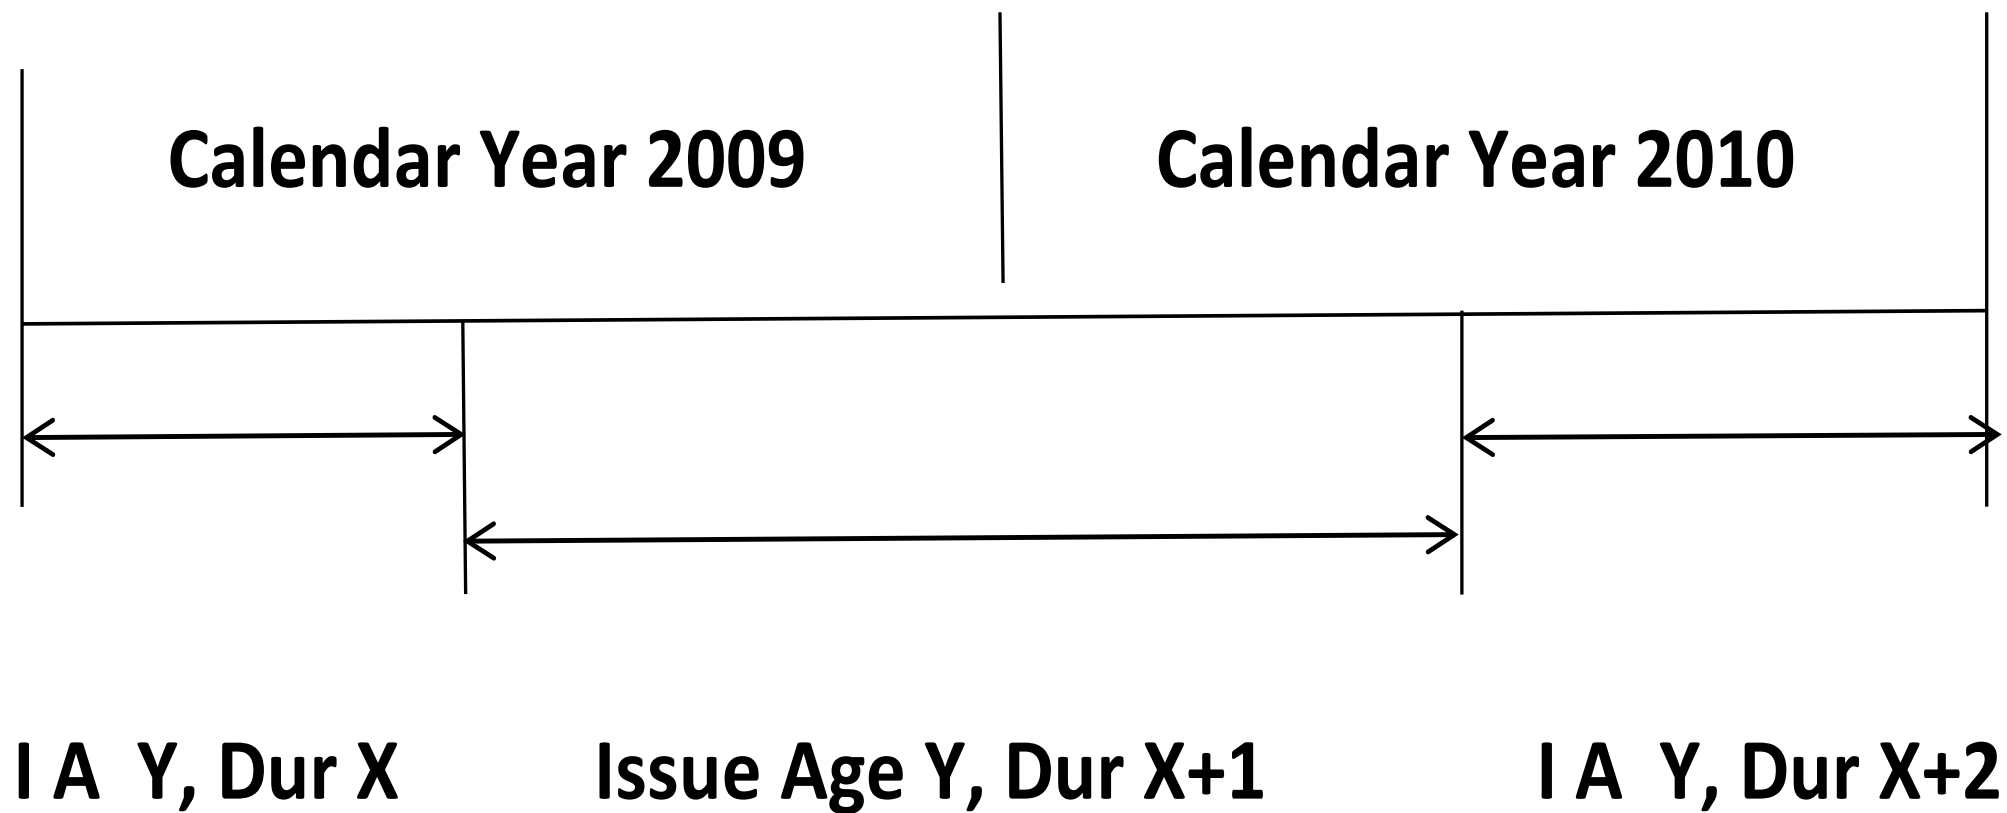 Calendar Year 2009 Calendar Year 2010
I A Y, Dur X Issue Age Y, Dur X+1 I A Y, Dur X+2